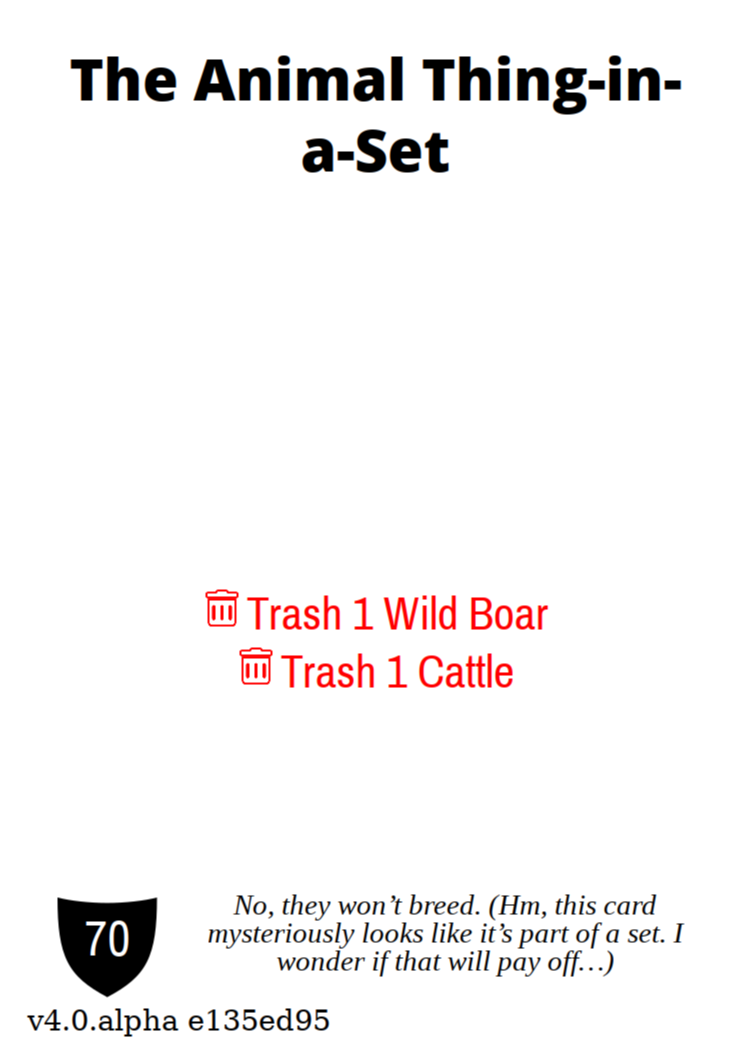 The Animal Thing-in-
a-Set
Trash 1 Wild Boar
Trash 1 Cattle
70
No, they won’t breed. (Hm, this card
mysteriously looks like it’s part of a set. I
wonder if that will pay off…)
v4.0.alpha e135ed95